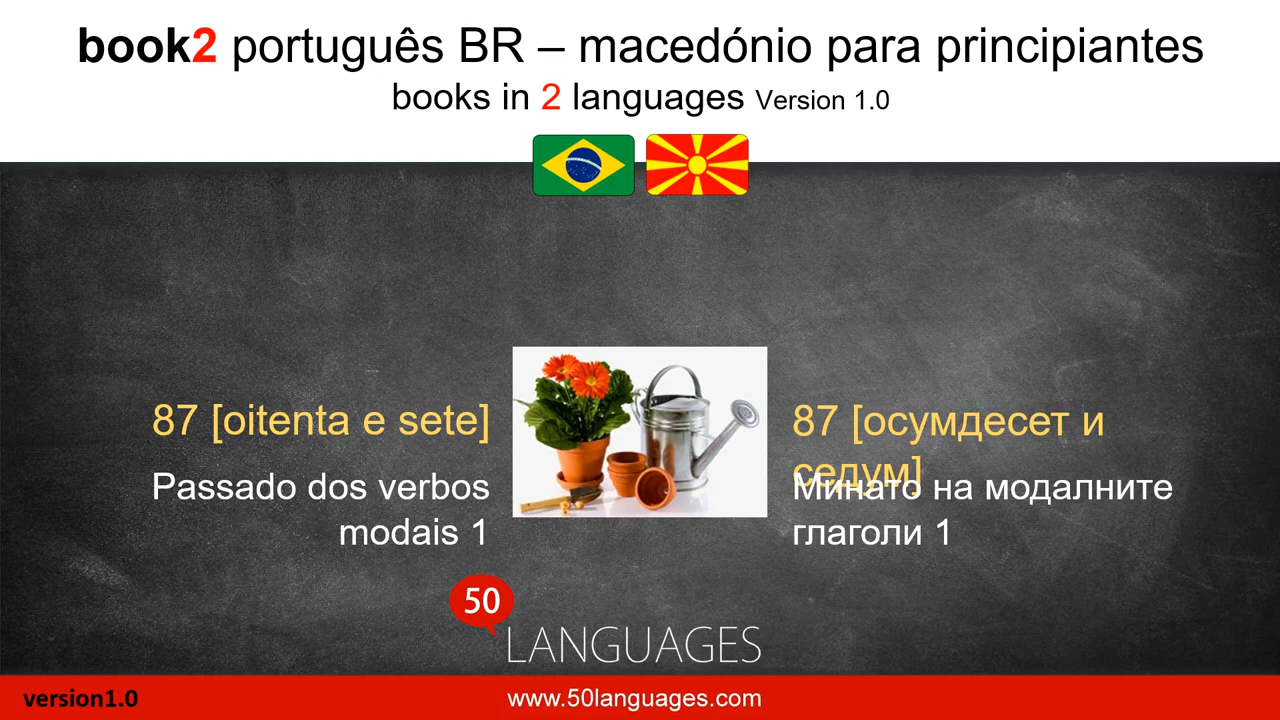 book2 português BR – macedónio para principiantes
books in 2 languages Version 1.0
87 [oitenta e sete]
Passado dos verbos
modais 1
87 [осумдесет и
седум]
Минато на модалните
глаголи 1
50
LANGUAGES
version1.0
www.50languages.com